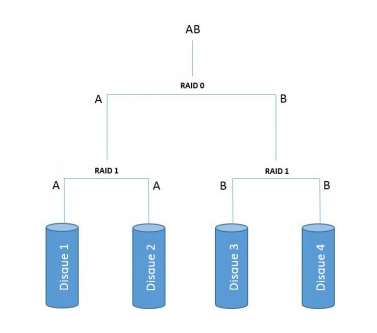 AB
RAID 0
A B
RAID 1 RAID 1
A A B B
Disque 1 Disque 2 Disque 3 Disque 4